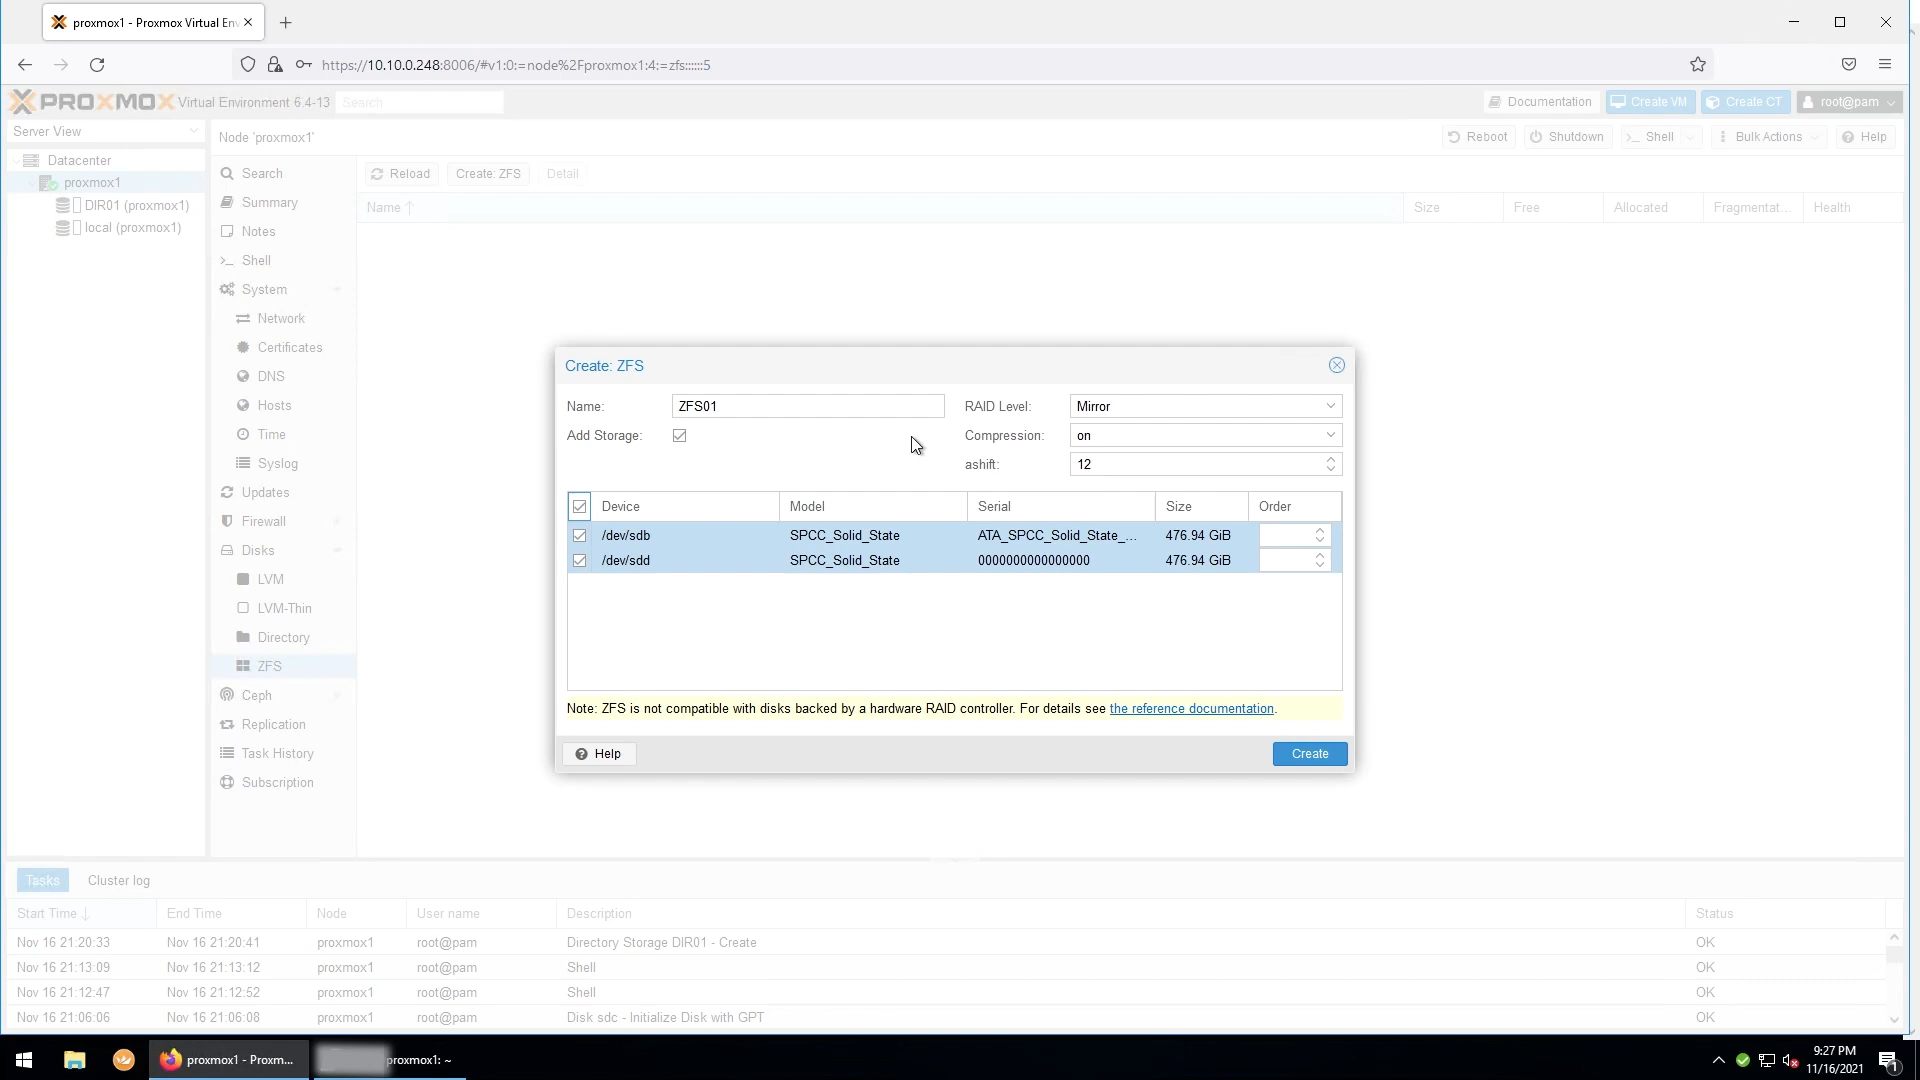 proxmox1 - Proxmox Virtual En
https://10.10.0.248:8006/#v1:0:=node%2Fproxmox1:4:=zfs::::::5
PROXMOX Virtual Environment 6.4-13 Search
Documentation Create VM Create CT root@pam
Server View
Node 'proxmox1'
Reboot Shutdown Shell Bulk Actions Help
Datacenter
proxmox1
DIR01 (proxmox1)
local (proxmox1)
Search
Summary
Notes
Shell
System
Network
Certificates
DNS
Hosts
Time
Syslog
Updates
Firewall
Disks
LVM
LVM-Thin
Directory
ZFS
Ceph
Replication
Task History
Subscription
Reload Create: ZFS Detail
Name Size Free Allocated Fragmentat... Health
Create: ZFS
Name: ZFS01 RAID Level: Mirror
Add Storage: Compression: on
ashift: 12
Device Model Serial Size Order
/dev/sdb SPCC_Solid_State ATA_SPCC_Solid_State_... 476.94 GiB
/dev/sdd SPCC_Solid_State 0000000000000000 476.94 GiB
Note: ZFS is not compatible with disks backed by a hardware RAID controller. For details see the reference documentation.
Help Create
Tasks Cluster log
Start Time End Time Node User name Description Status
Nov 16 21:20:33 Nov 16 21:20:41 proxmox1 root@pam Directory Storage DIR01 - Create OK
Nov 16 21:13:09 Nov 16 21:13:12 proxmox1 root@pam Shell OK
Nov 16 21:12:47 Nov 16 21:12:52 proxmox1 root@pam Shell OK
Nov 16 21:06:06 Nov 16 21:06:08 proxmox1 root@pam Disk sdc - Initialize Disk with GPT OK
proxmox1 - Proxm... proxmox1: ~
9:27 PM
11/16/2021
1